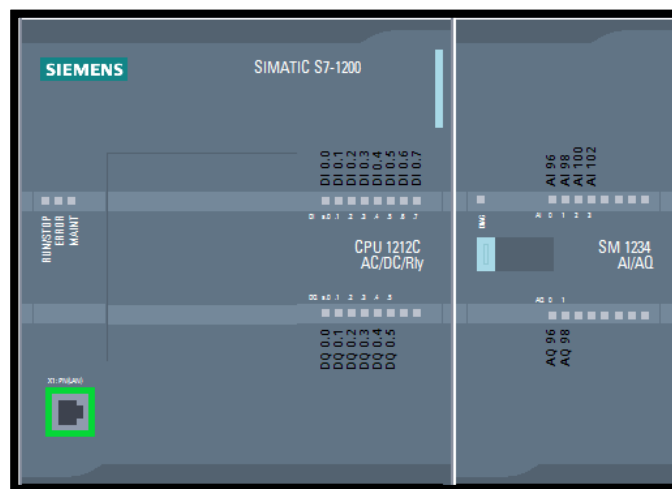 SIEMENS
SIMATIC S7-1200
DI 0.0
DI 0.1
DI 0.2
DI 0.3
DI 0.4
DI 0.5
DI 0.6
DI 0.7
AI 96
AI 98
AI 100
AI 102
RUN/STOP
ERROR
MAINT
DI a.0 .1 .2 .3 .4 .5 .6 .7
DIAG
AI 0 1 2 3
CPU 1212C
AC/DC/Rly
SM 1234
AI/AQ
DQ a.0 .1 .2 .3 .4 .5
AQ 0 1
DQ 0.0
DQ 0.1
DQ 0.2
DQ 0.3
DQ 0.4
DQ 0.5
AQ 96
AQ 98
X1:PN(LAN)